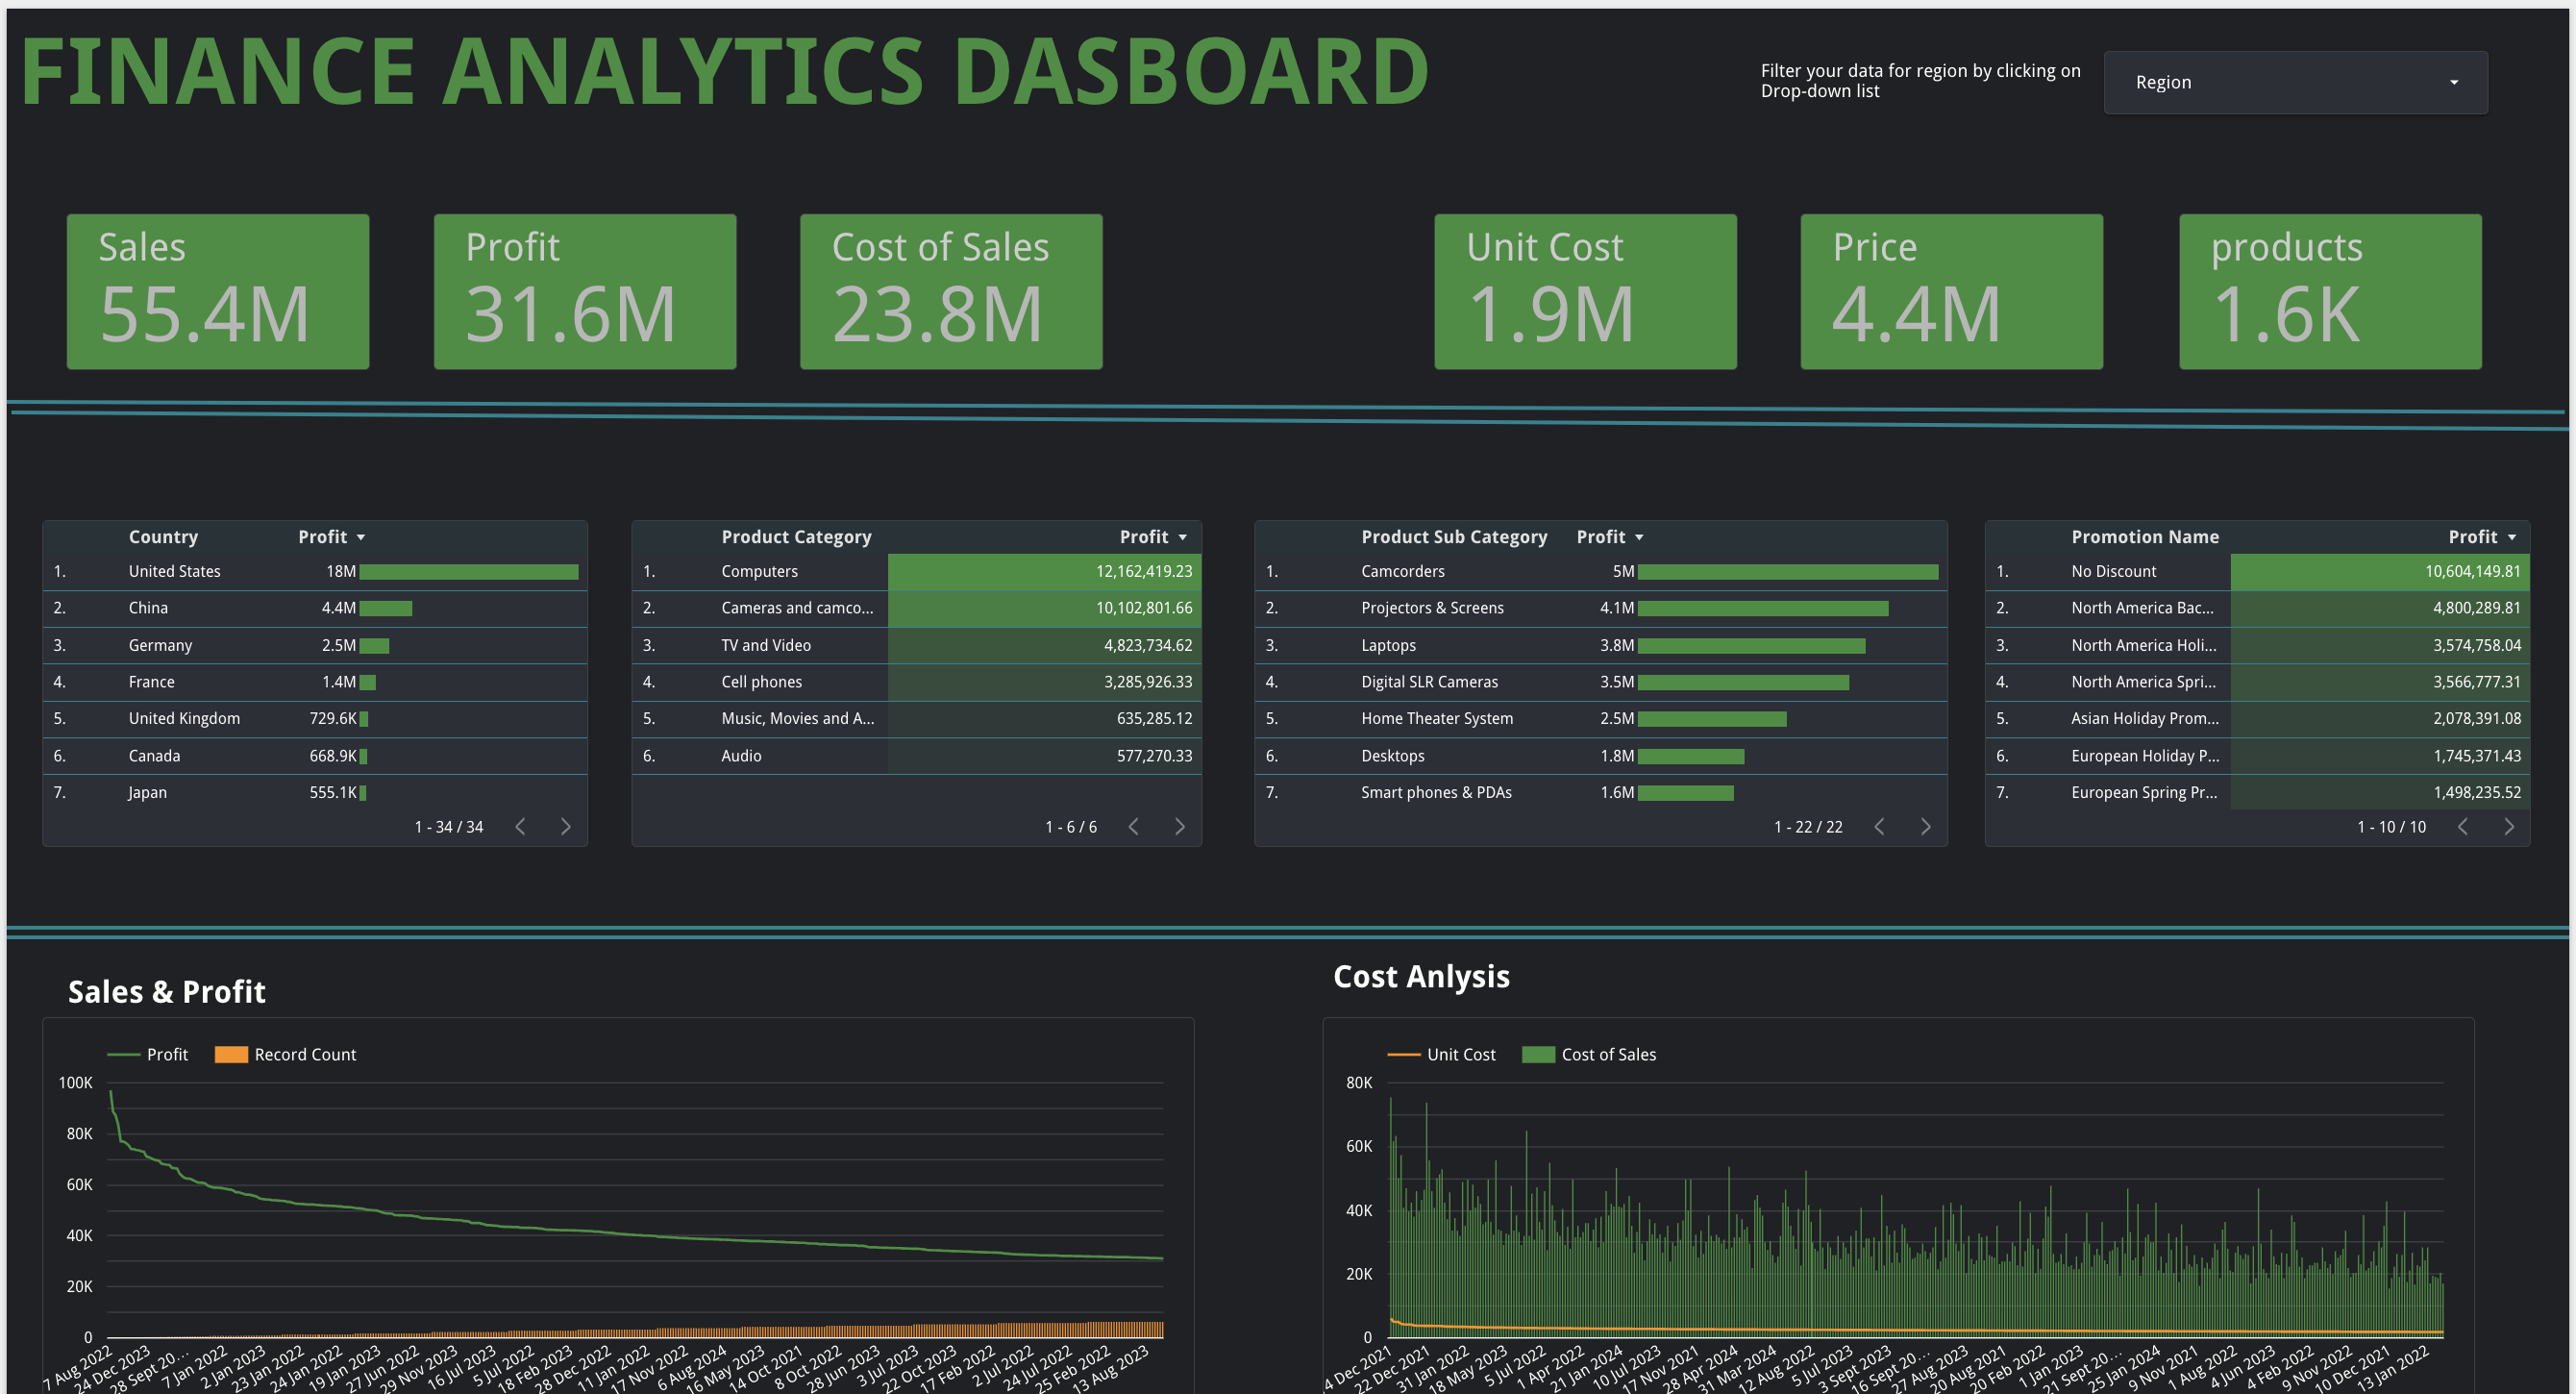 FINANCE ANALYTICS DASBOARD
Filter your data for region by clicking on
Drop-down list
Region
Sales
55.4M
Profit
31.6M
Cost of Sales
23.8M
Unit Cost
1.9M
Price
4.4M
products
1.6K
Country Profit
1. United States 18M
2. China 4.4M
3. Germany 2.5M
4. France 1.4M
5. United Kingdom 729.6K
6. Canada 668.9K
7. Japan 555.1K
1 - 34 / 34
Product Category Profit
1. Computers 12,162,419.23
2. Cameras and camco... 10,102,801.66
3. TV and Video 4,823,734.62
4. Cell phones 3,285,926.33
5. Music, Movies and A... 635,285.12
6. Audio 577,270.33
1 - 6 / 6
Product Sub Category Profit
1. Camcorders 5M
2. Projectors & Screens 4.1M
3. Laptops 3.8M
4. Digital SLR Cameras 3.5M
5. Home Theater System 2.5M
6. Desktops 1.8M
7. Smart phones & PDAs 1.6M
1 - 22 / 22
Promotion Name Profit
1. No Discount 10,604,149.81
2. North America Bac... 4,800,289.81
3. North America Holi... 3,574,758.04
4. North America Spri... 3,566,777.31
5. Asian Holiday Prom... 2,078,391.08
6. European Holiday P... 1,745,371.43
7. European Spring Pr... 1,498,235.52
1 - 10 / 10
Sales & Profit
Profit Record Count
100K
80K
60K
40K
20K
0
7 Aug 2022
24 Dec 2023
28 Sept 20...
7 Jan 2022
2 Jan 2023
23 Jan 2022
24 Jan 2022
19 Jan 2023
27 Jun 2022
29 Nov 2023
16 Jul 2023
5 Jul 2022
18 Feb 2023
28 Dec 2022
11 Jan 2022
17 Nov 2022
6 Aug 2024
16 May 2023
14 Oct 2021
8 Oct 2022
28 Jun 2023
3 Jul 2023
22 Oct 2023
17 Feb 2022
2 Jul 2022
24 Jul 2022
25 Feb 2022
13 Aug 2023
Cost Anlysis
Unit Cost Cost of Sales
80K
60K
40K
20K
0
4 Dec 2021
22 Dec 2021
31 Jan 2022
18 May 2023
5 Jul 2022
1 Apr 2022
21 Jan 2024
10 Jul 2023
17 Nov 2021
28 Apr 2024
31 Mar 2024
12 Aug 2022
5 Jul 2023
3 Sept 2023
16 Sept 20...
27 Aug 2023
20 Aug 2021
20 Feb 2022
1 Jan 2023
21 Sept 20...
25 Jan 2024
9 Nov 2021
1 Aug 2022
4 Jun 2023
4 Feb 2022
9 Nov 2022
10 Dec 2021
13 Jan 2022